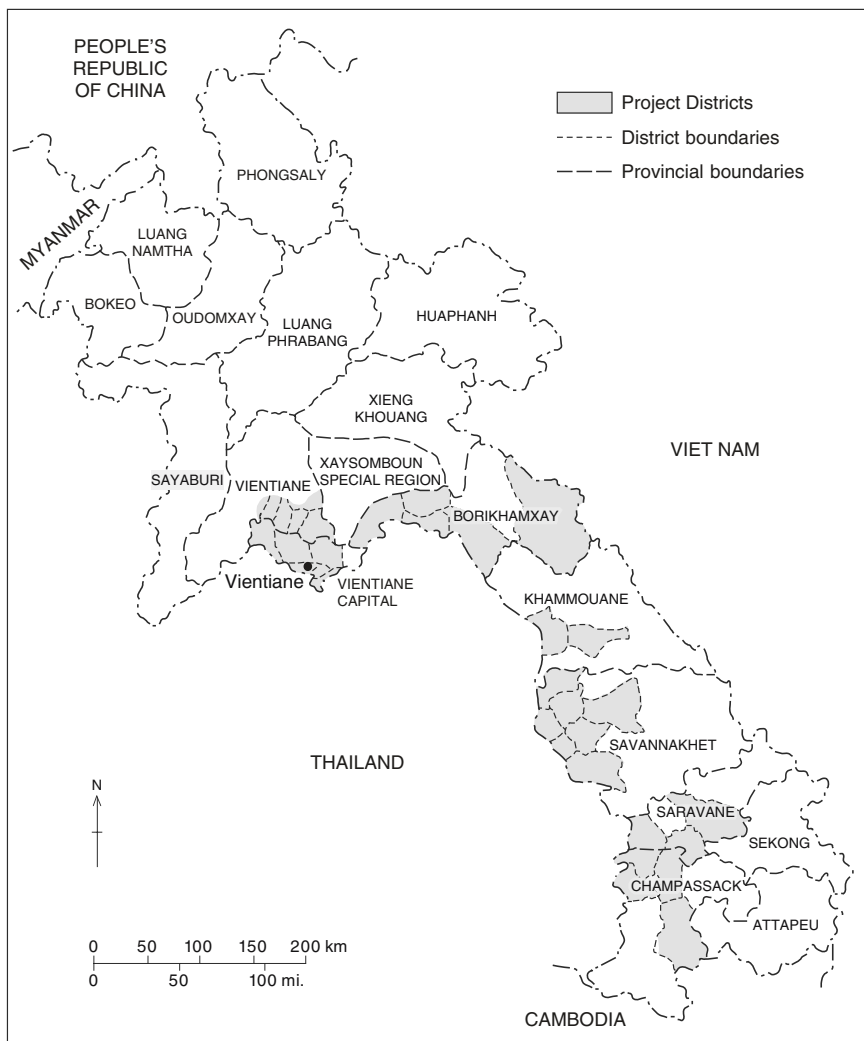 PEOPLE'S
REPUBLIC
OF CHINA
Project Districts
District boundaries
Provincial boundaries
PHONGSALY
MYANMAR
LUANG
NAMTHA
BOKEO
OUDOMXAY
LUANG
PHRABANG
HUAPHANH
XIENG
KHOUANG
VIET NAM
SAYABURI
VIENTIANE
XAYSOMBOUN
SPECIAL REGION
BORIKHAMXAY
Vientiane
VIENTIANE
CAPITAL
KHAMMOUANE
THAILAND
SAVANNAKHET
N
SARAVANE
SEKONG
CHAMPASSACK
ATTAPEU
0 50 100 150 200 km
0 50 100 mi.
CAMBODIA